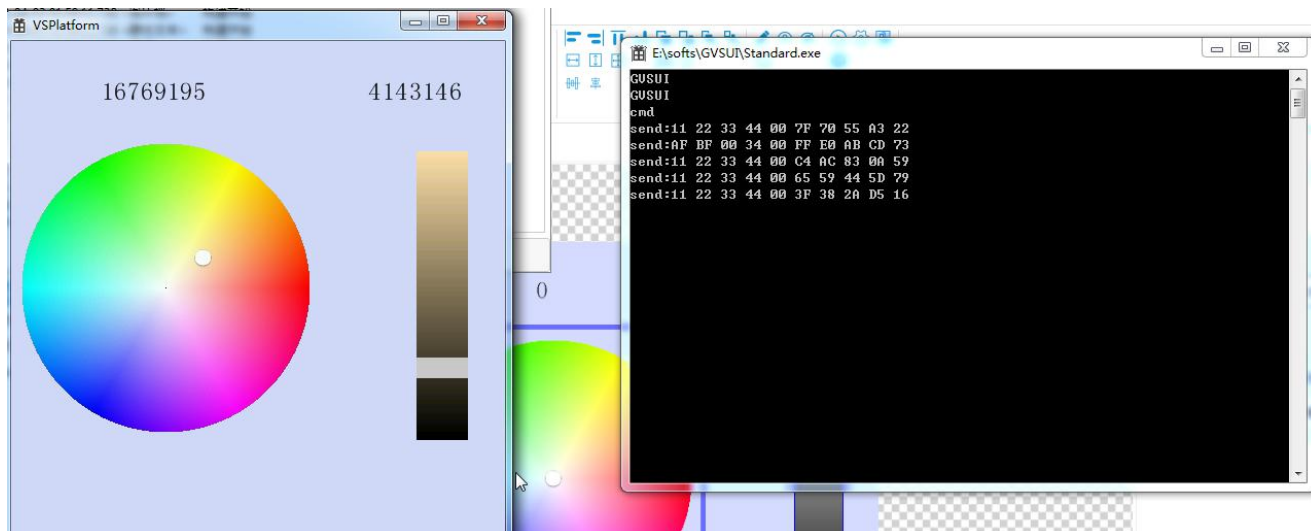 VSPlatform
16769195
4143146
0
E:\softs\GVSUI\Standard.exe
GVSUI
GVSUI
cmd
send:11 22 33 44 00 7F 70 55 A3 22
send:AF BF 00 34 00 FF E0 AB CD 73
send:11 22 33 44 00 C4 AC 83 0A 59
send:11 22 33 44 00 65 59 44 5D 79
send:11 22 33 44 00 3F 38 2A D5 16